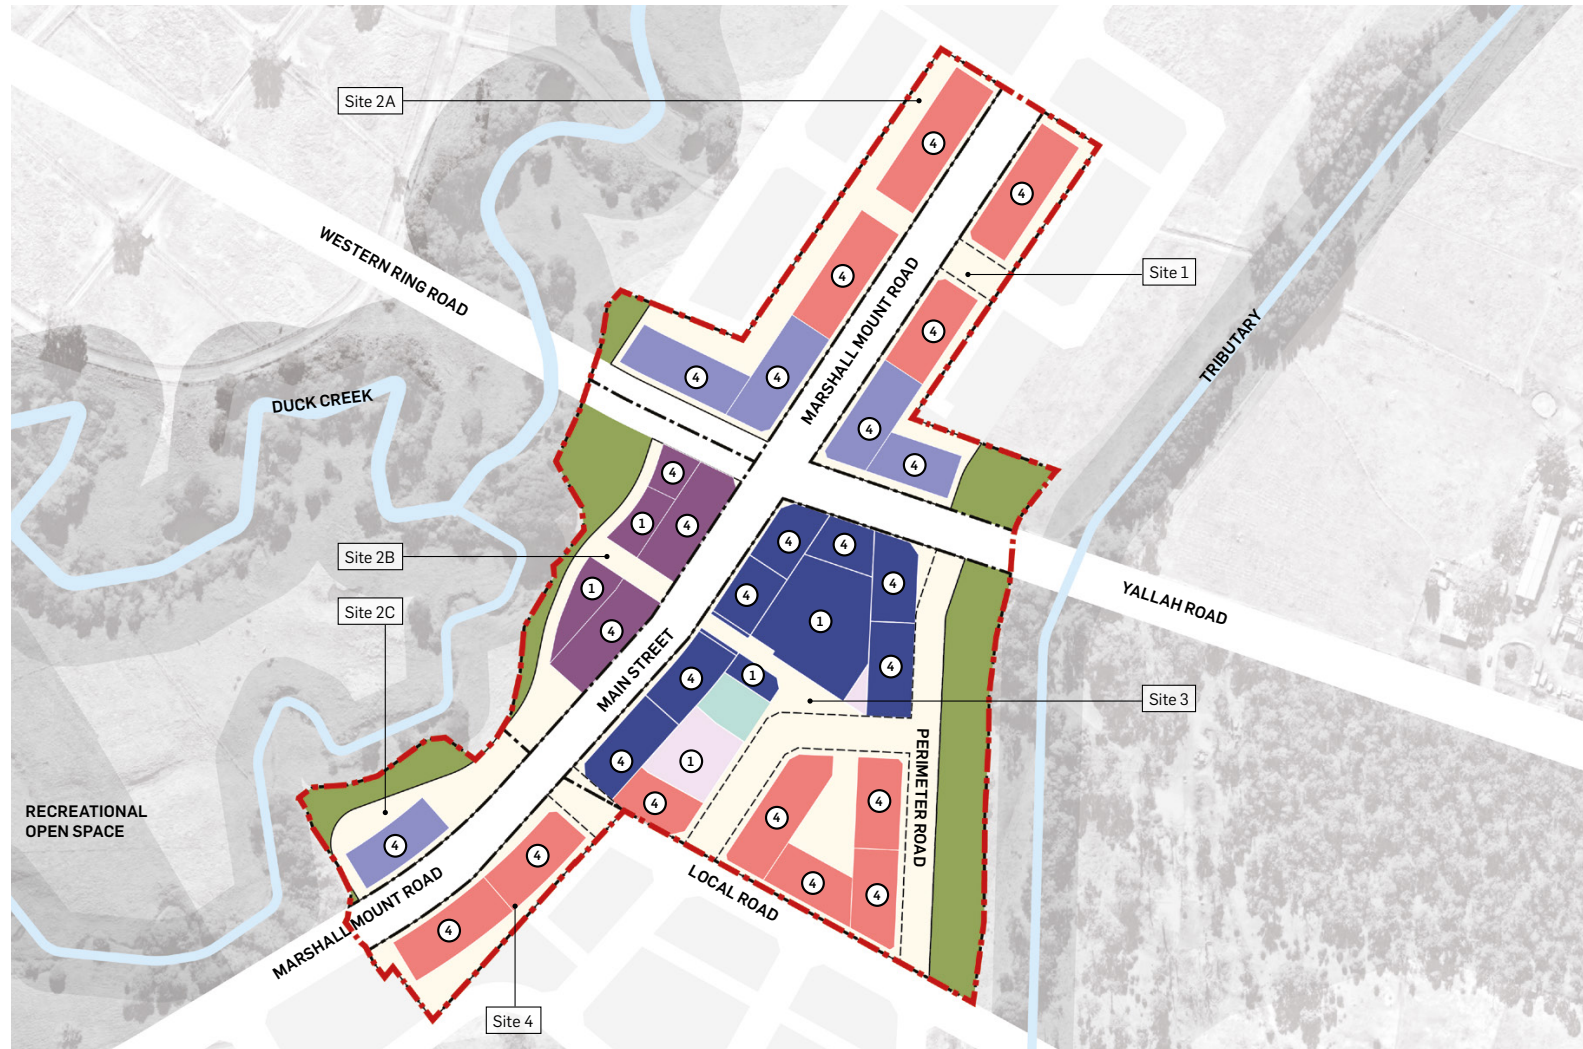 Site 2A
4
4
WESTERN RING ROAD
Site 1
4
MARSHALL MOUNT ROAD
4
TRIBUTARY
4
4
DUCK CREEK
4
4
4
4
1
4
4
4
4
Site 2B
1
4
1
YALLAH ROAD
Site 2C
4
4
MAIN STREET
4
1
Site 3
4
1
PERIMETER ROAD
4
4
4
RECREATIONAL
OPEN SPACE
4
4
LOCAL ROAD
4
4
MARSHALL MOUNT ROAD
4
Site 4